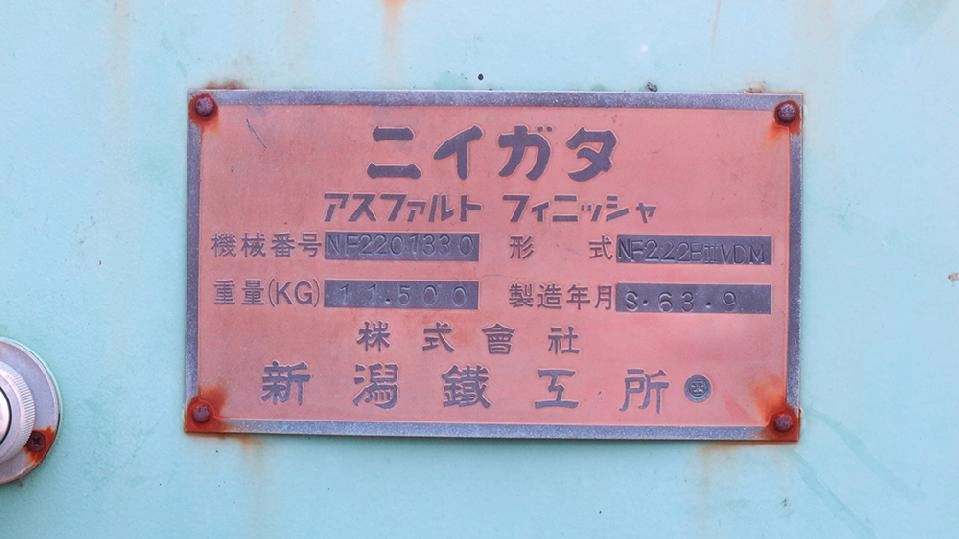 ニイガタ
アスファルト フィニッシャ
機械番号 NF2201330 形式 NF222BⅢVDM
重量(KG) 11.500 製造年月 S.63.9
株式會社
新潟鐵工所